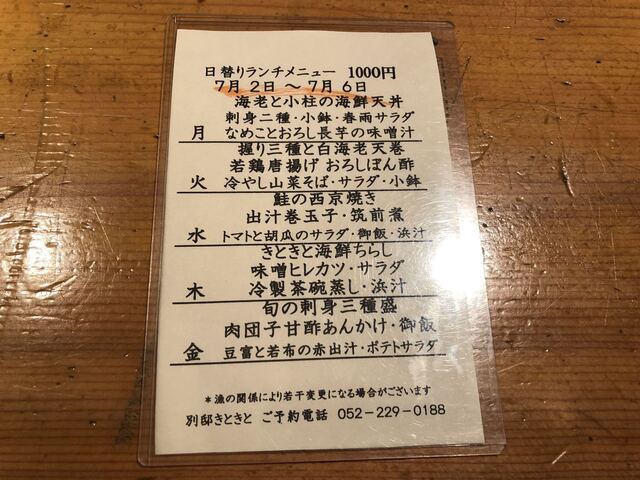 日替りランチメニュー 1000円
7月 2日 ～ 7月 6日
海老と小柱の海鮮天丼
刺身二種・小鉢・春雨サラダ
月 なめことおろし長芋の味噌汁
握り三種と白海老天巻
若鶏唐揚げ おろしぽん酢
火 冷やし山菜そば・サラダ・小鉢
鮭の西京焼き
出汁巻玉子・筑前煮
水 トマトと胡瓜のサラダ・御飯・浜汁
きときと海鮮ちらし
味噌ヒレカツ・サラダ
木 冷製茶碗蒸し・浜汁
旬の刺身三種盛
肉団子甘酢あんかけ・御飯
金 豆富と若布の赤出汁・ポテトサラダ
＊漁の関係により若干変更になる場合がございます
別邸きときと ご予約電話 052-229-0188